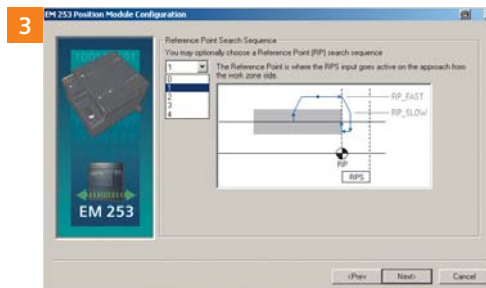 3
EM 253 Position Module Configuration
Reference Point Search Sequence
You may optionally choose a Reference Point (RP) search sequence
1
The Reference Point is where the RPS input goes active on the approach from
the work zone side.
0
1
2
3
4
RP_FAST
RP_SLOW
RP
RPS
EM 253
<Prev
Next>
Cancel